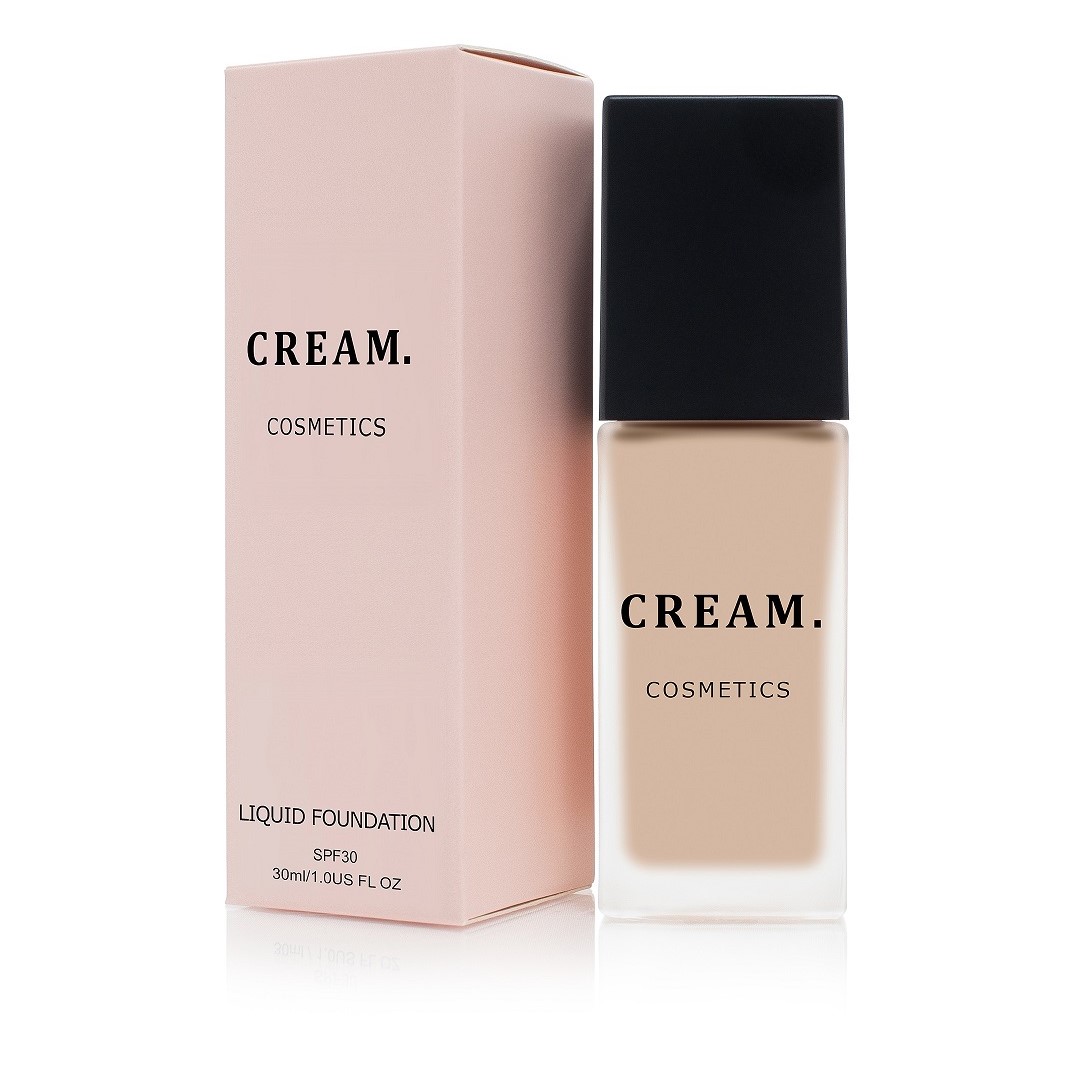 CREAM.
COSMETICS
LIQUID FOUNDATION
SPF30
30ml/1.0US FL OZ
CREAM.
COSMETICS